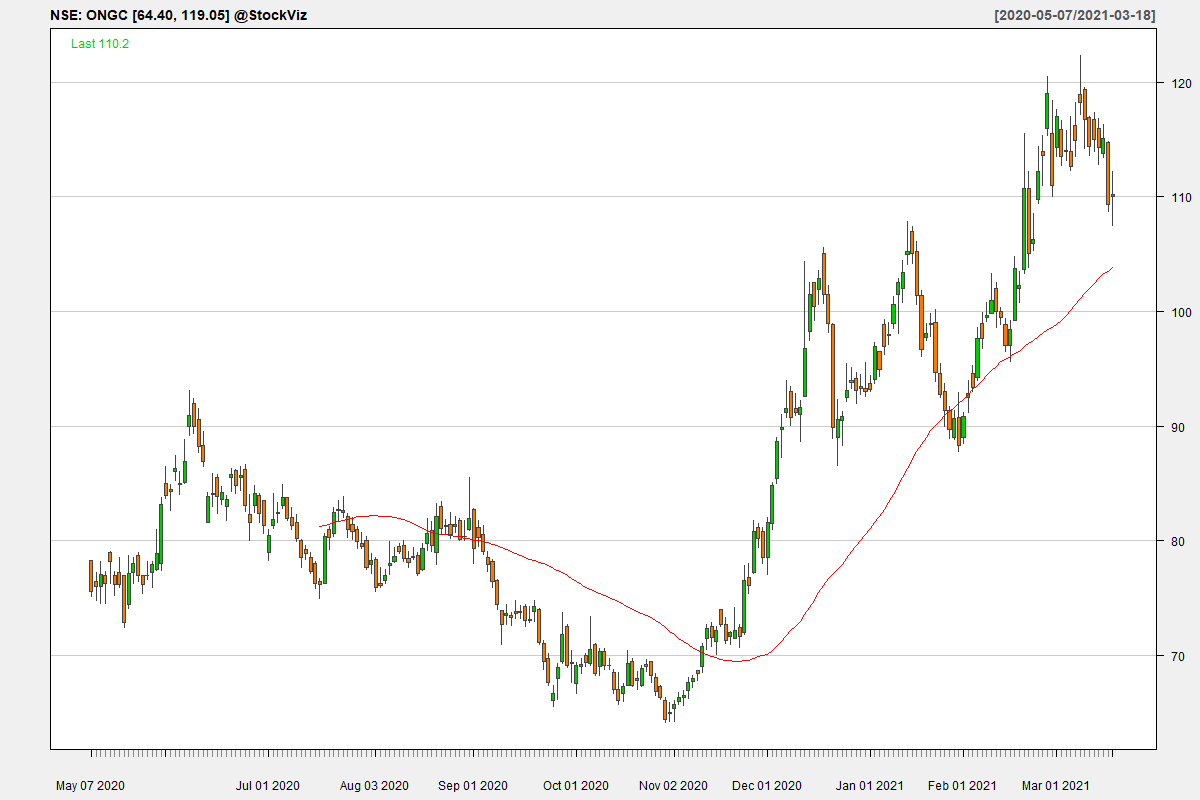 NSE: ONGC [64.40, 119.05] @StockViz [2020-05-07/2021-03-18]
Last 110.2
120
110
100
90
80
70
May 07 2020 Jul 01 2020 Aug 03 2020 Sep 01 2020 Oct 01 2020 Nov 02 2020 Dec 01 2020 Jan 01 2021 Feb 01 2021 Mar 01 2021